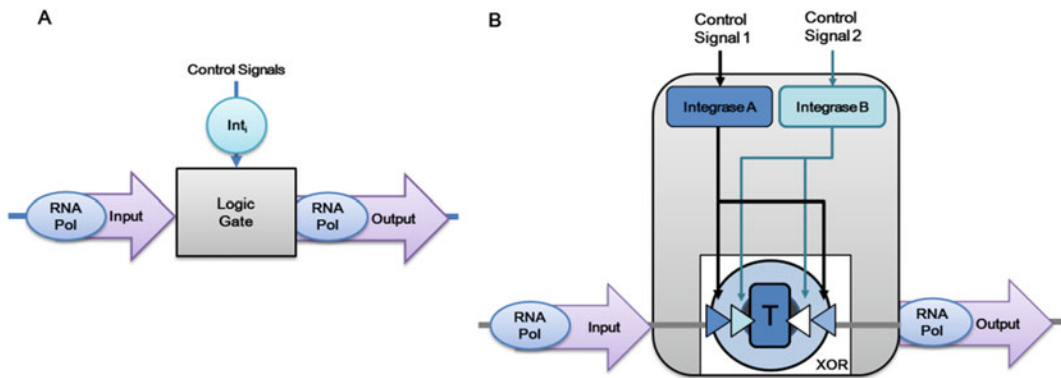 A
Control Signals
Int_i
RNA
Pol
Input
Logic
Gate
RNA
Pol
Output
B
Control
Signal 1
Control
Signal 2
Integrase A
Integrase B
RNA
Pol
Input
T
XOR
RNA
Pol
Output